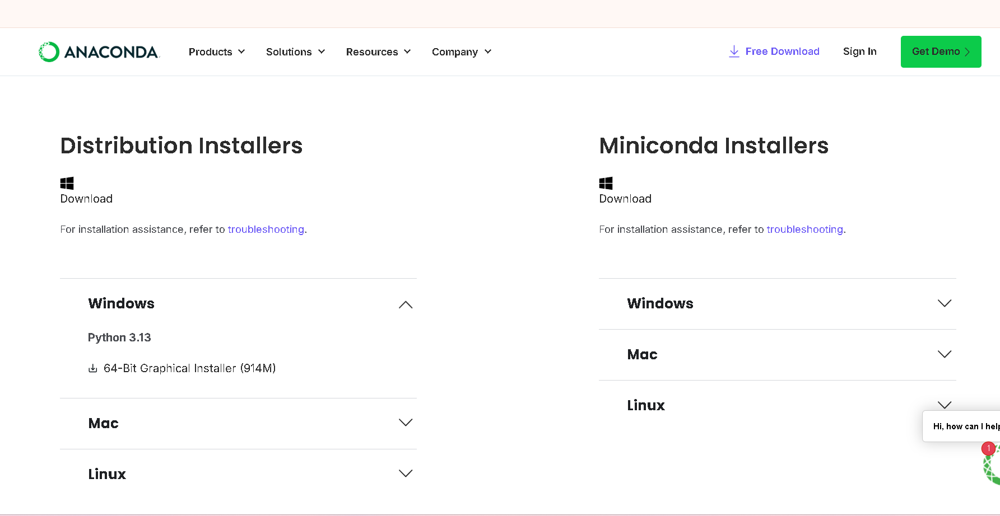 ANACONDA.
Products
Solutions
Resources
Company
Free Download
Sign In
Get Demo
Distribution Installers
Download
For installation assistance, refer to troubleshooting.
Windows
Python 3.13
64-Bit Graphical Installer (914M)
Mac
Linux
Miniconda Installers
Download
For installation assistance, refer to troubleshooting.
Windows
Mac
Linux
Hi, how can I help
1